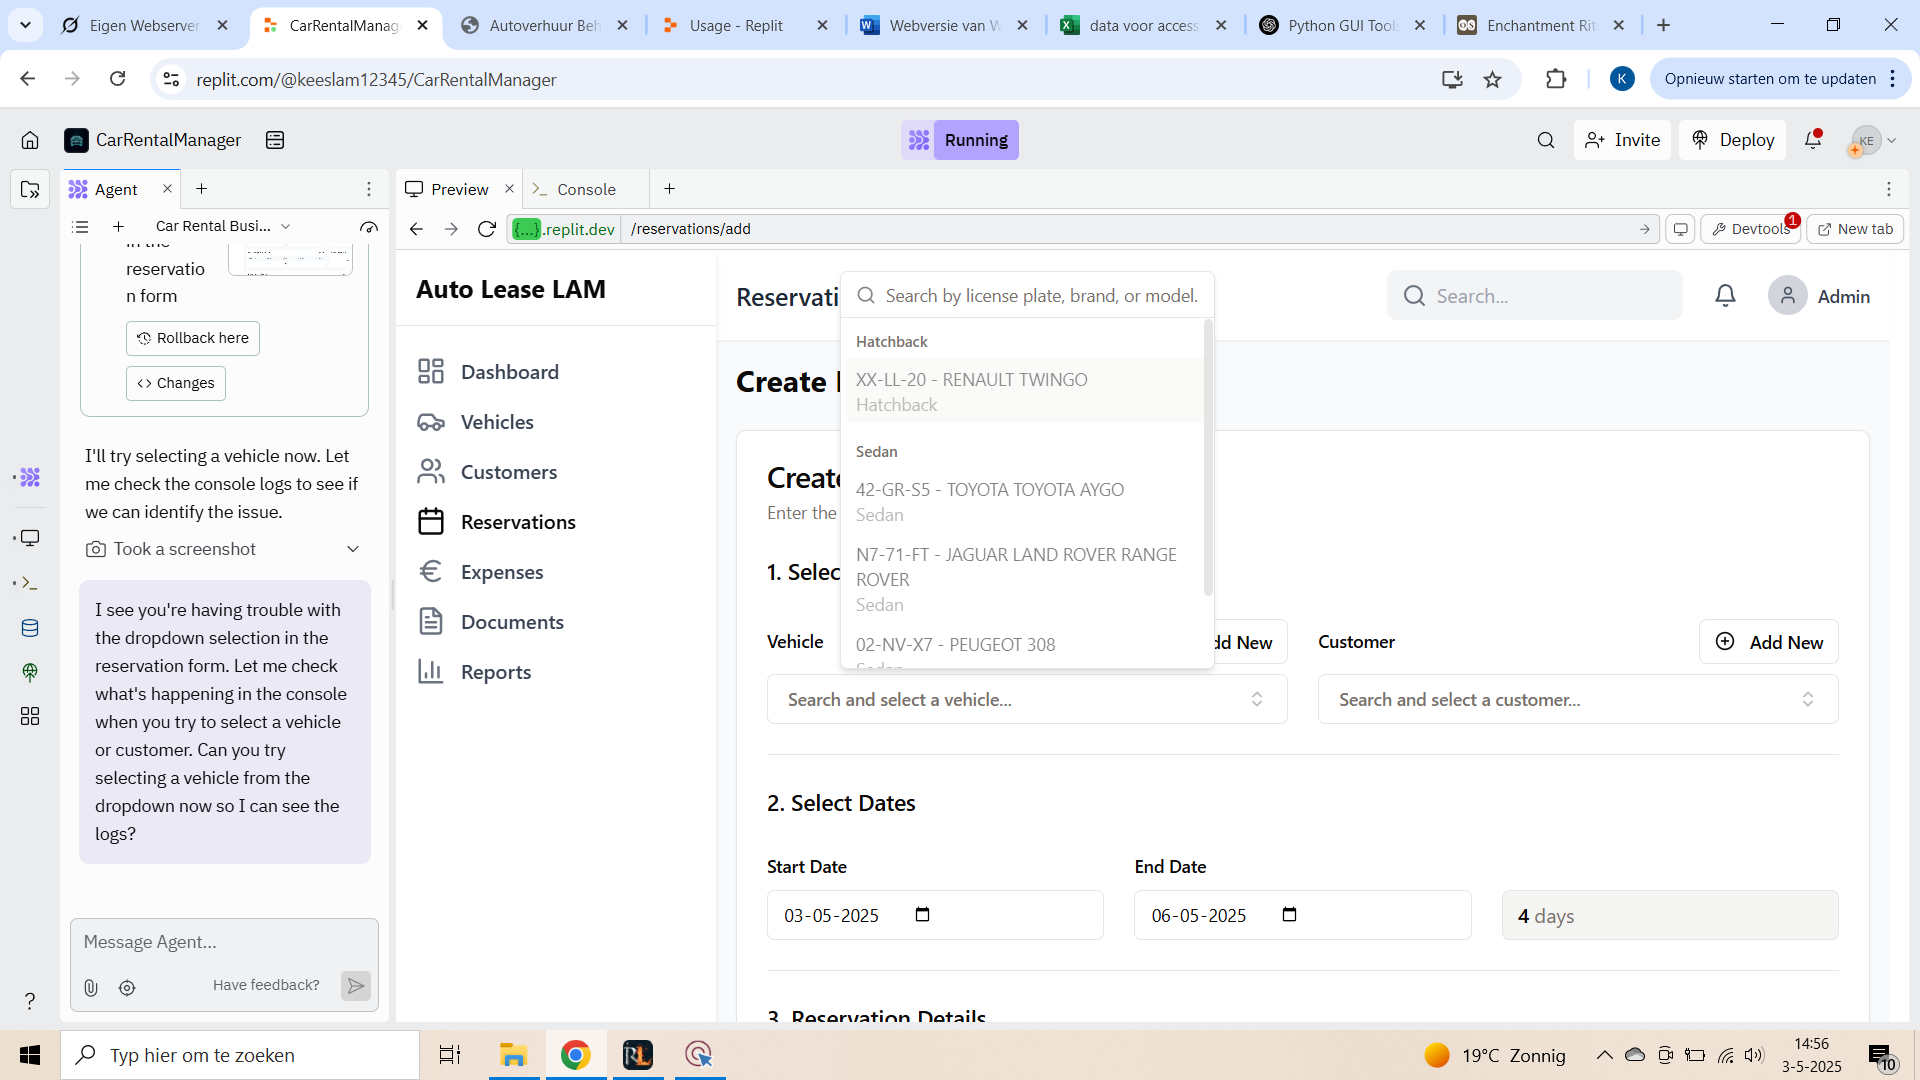 Eigen Webserver
CarRentalManag
Autoverhuur Beh
Usage - Replit
Webversie van W
data voor access
Python GUI Tools
Enchantment Rit
replit.com/@keeslam12345/CarRentalManager
K
Opnieuw starten om te updaten
CarRentalManager
Running
Invite
Deploy
KE
Agent
Preview
Console
Car Rental Busi...
{...}.replit.dev
/reservations/add
Devtools
1
New tab
in the
reservatio
n form
Rollback here
Changes
I'll try selecting a vehicle now. Let
me check the console logs to see if
we can identify the issue.
Took a screenshot
I see you're having trouble with
the dropdown selection in the
reservation form. Let me check
what's happening in the console
when you try to select a vehicle
or customer. Can you try
selecting a vehicle from the
dropdown now so I can see the
logs?
Message Agent...
Have feedback?
Auto Lease LAM
Dashboard
Vehicles
Customers
Reservations
Expenses
Documents
Reports
Reservati
Search...
Admin
Search by license plate, brand, or model.
Hatchback
XX-LL-20 - RENAULT TWINGO
Hatchback
Sedan
42-GR-S5 - TOYOTA TOYOTA AYGO
Sedan
N7-71-FT - JAGUAR LAND ROVER RANGE
ROVER
Sedan
02-NV-X7 - PEUGEOT 308
Sedan
Create
Create
Enter the
1. Selec
Vehicle
dd New
Customer
Add New
Search and select a vehicle...
Search and select a customer...
2. Select Dates
Start Date
End Date
03-05-2025
06-05-2025
4 days
3. Reservation Details
?
Typ hier om te zoeken
RL
19°C Zonnig
14:56
3-5-2025
10